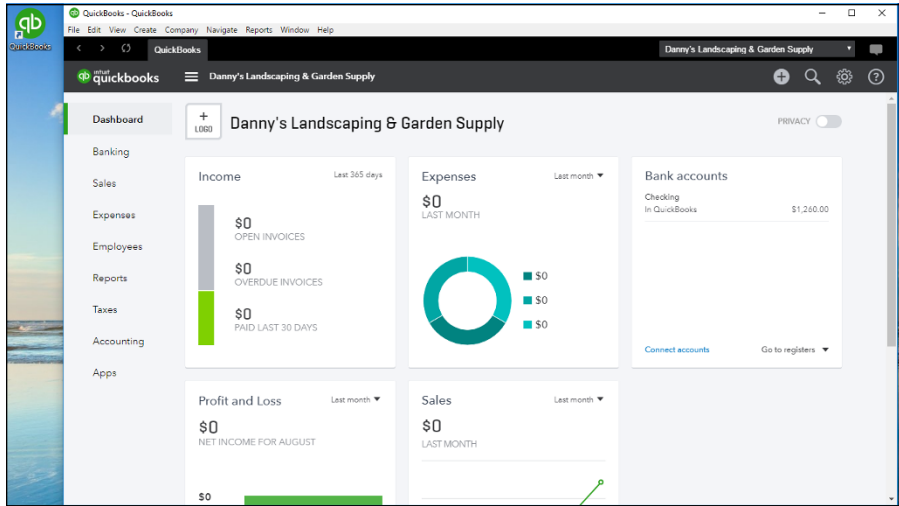 QuickBooks - QuickBooks
File Edit View Create Company Navigate Reports Window Help
QuickBooks
QuickBooks
Danny's Landscaping & Garden Supply
qb
intuit
quickbooks
Danny's Landscaping & Garden Supply
Dashboard
Banking
Sales
Expenses
Employees
Reports
Taxes
Accounting
Apps
+
LOGO
Danny's Landscaping & Garden Supply
PRIVACY
Income
Last 365 days
$0
OPEN INVOICES
$0
OVERDUE INVOICES
$0
PAID LAST 30 DAYS
Expenses
Last month
$0
LAST MONTH
$0
$0
$0
Bank accounts
Checking
In QuickBooks $1,260.00
Connect accounts
Go to registers
Profit and Loss
Last month
$0
NET INCOME FOR AUGUST
$0
Sales
Last month
$0
LAST MONTH